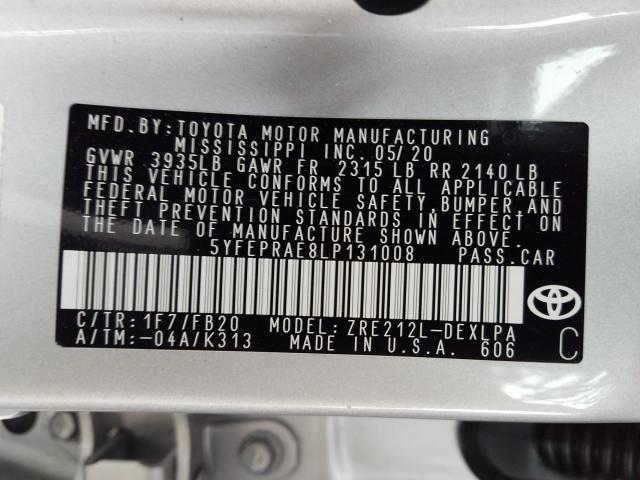 MFD. BY: TOYOTA MOTOR MANUFACTURING
MISSISSIPPI INC. 05/20
GVWR 3935LB GAWR FR 2315 LB RR 2140 LB
THIS VEHICLE CONFORMS TO ALL APPLICABLE
FEDERAL MOTOR VEHICLE SAFETY, BUMPER, AND
THEFT PREVENTION STANDARDS IN EFFECT ON
THE DATE OF MANUFACTURE SHOWN ABOVE.
5YFEPRAE8LP131008 PASS. CAR
C/TR: 1F7/FB20 MODEL: ZRE212L-DEXLPA
A/TM: -04A/K313 MADE IN U.S.A. 606 C